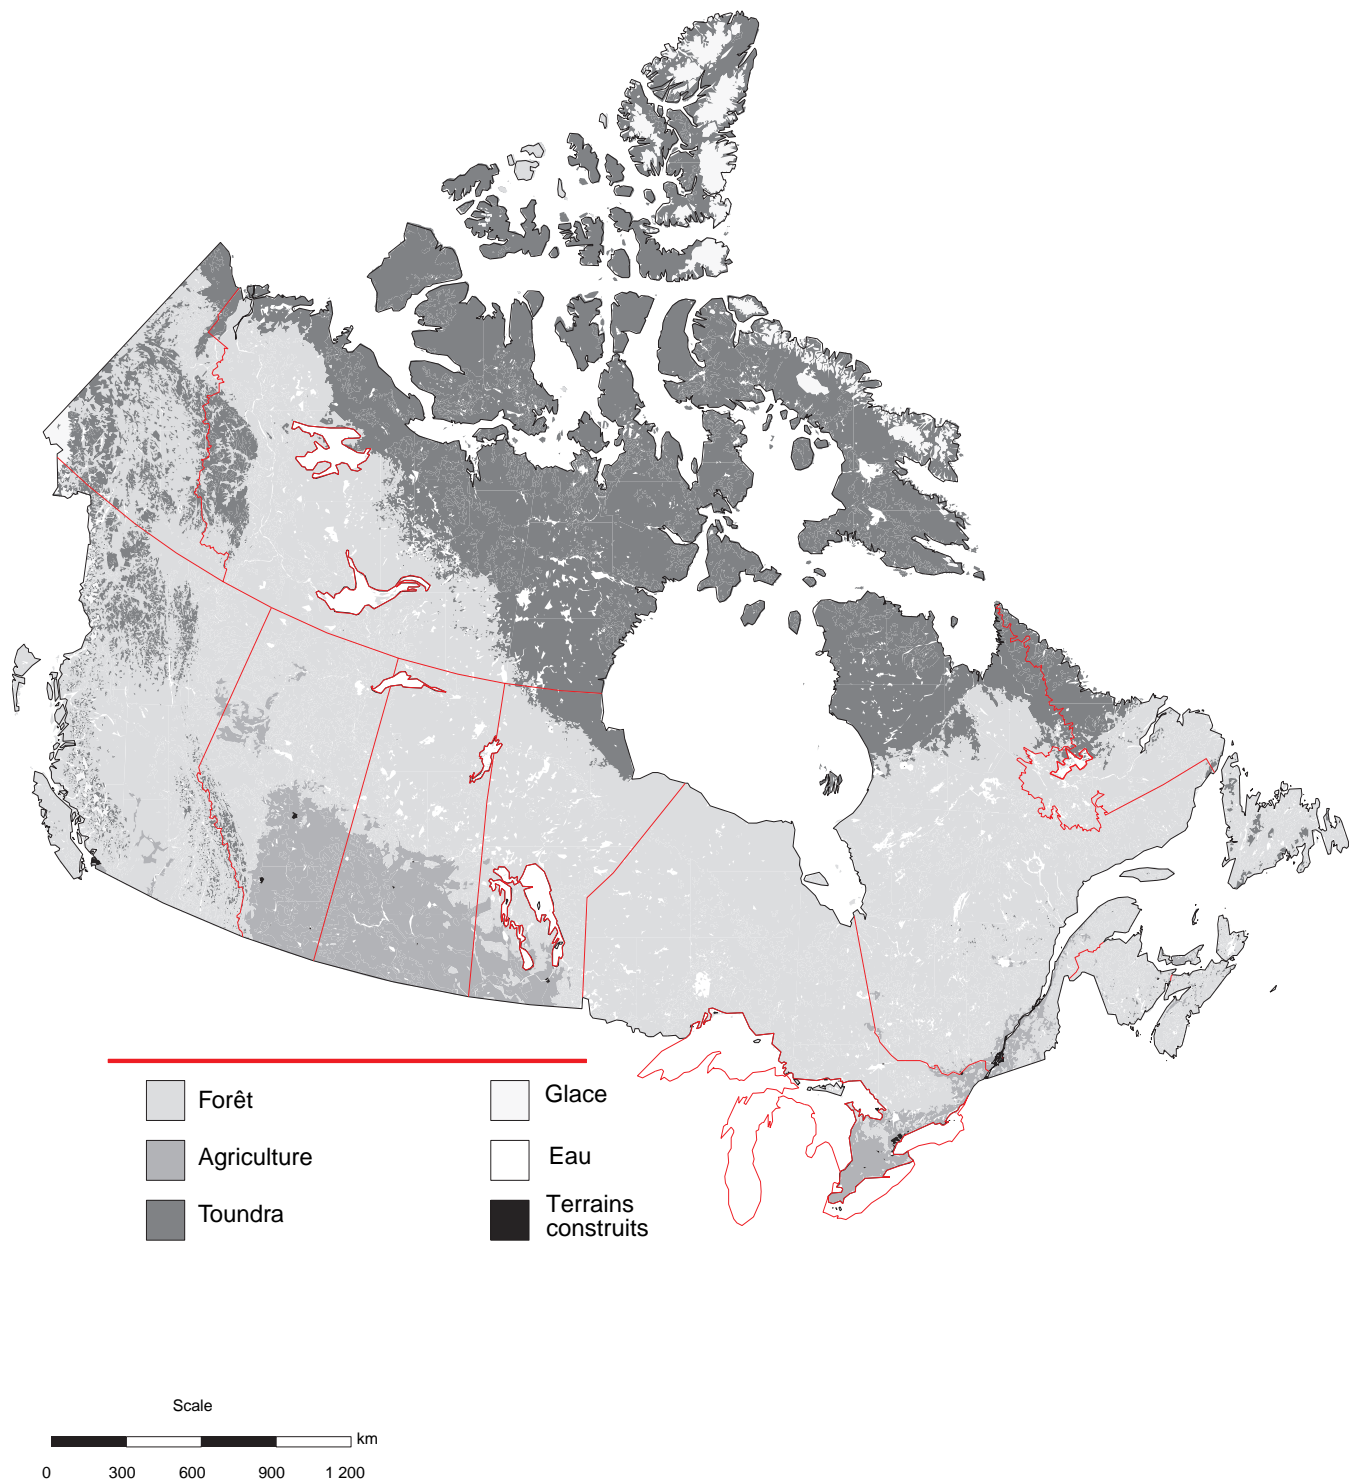 Forêt
Glace
Agriculture
Eau
Toundra
Terrains
construits
Scale
km
0 300 600 900 1 200